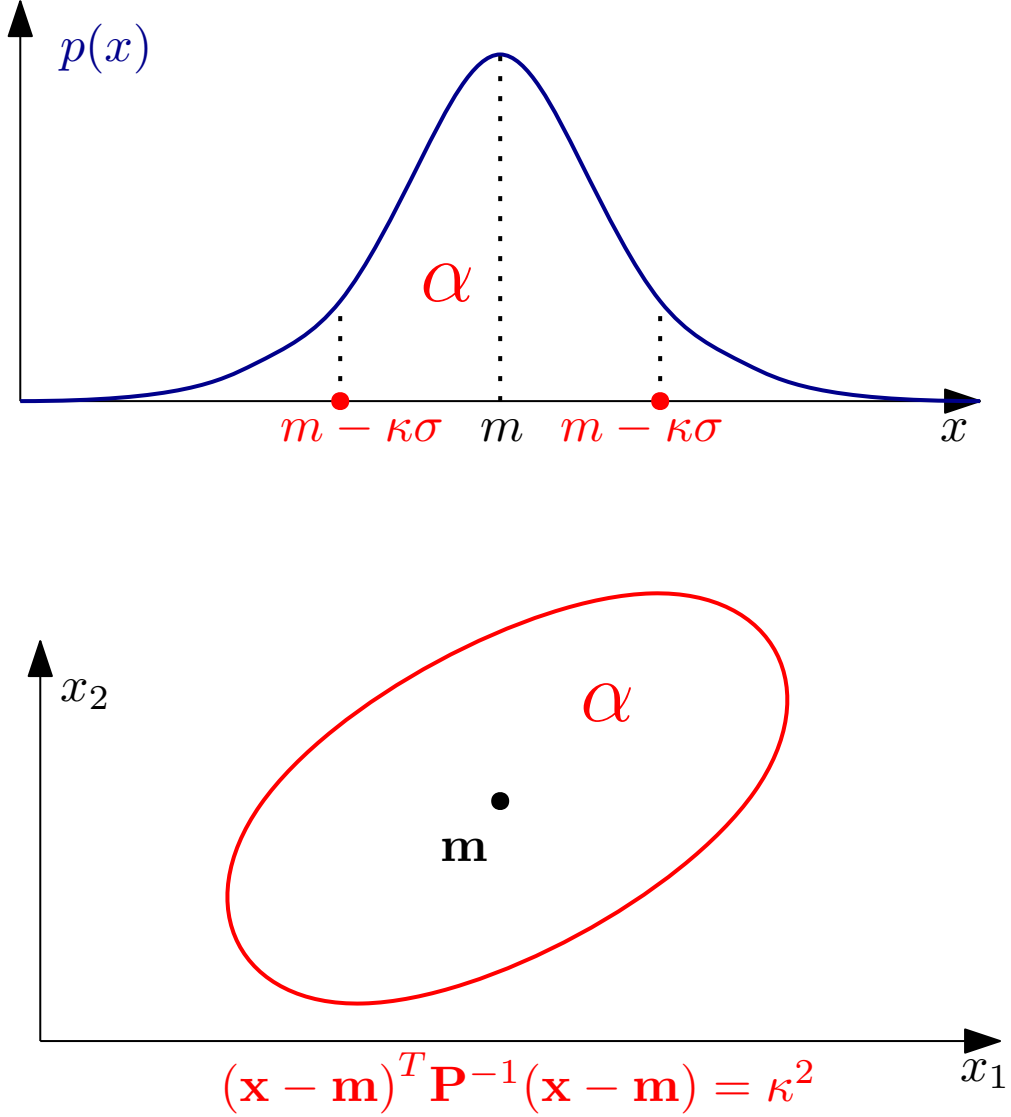 p(x)
α
m − κσ m m − κσ x
x₂
α
m
x₁
(x − m)ᵀP⁻¹(x − m) = κ²